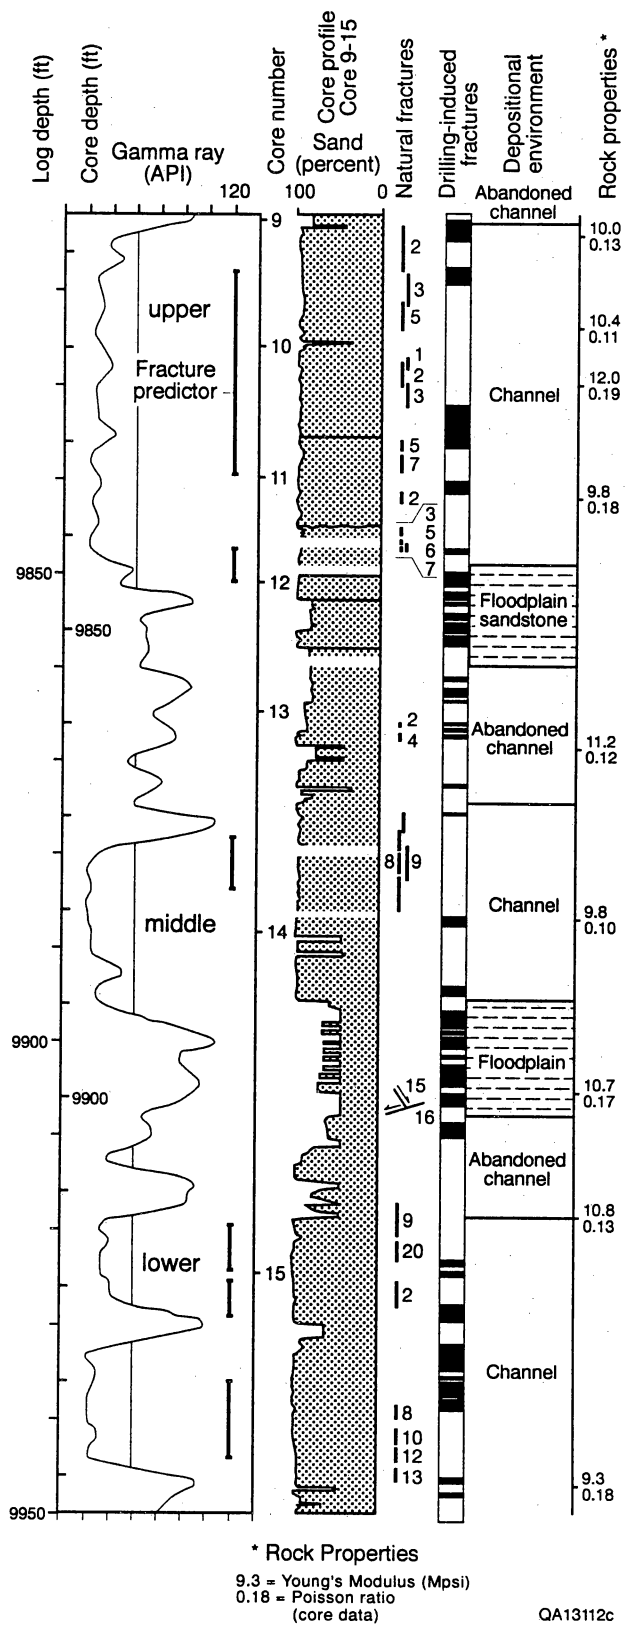 Log depth (ft)
Core depth (ft)
Gamma ray
(API)
120
Core number
Core profile
Core 9-15
Sand
(percent)
100
0
Natural fractures
Drilling-induced
fractures
Depositional
environment
Rock properties *
Abandoned
channel
9
10.0
0.13
2
upper
3
5
10.4
0.11
10
1
Fracture
predictor
2
3
12.0
0.19
Channel
5
7
11
2
9.8
0.18
3
5
6
7
9850
12
Floodplain
sandstone
9850
13
2
4
Abandoned
channel
11.2
0.12
8
9
middle
14
Channel
9.8
0.10
9900
Floodplain
15
10.7
0.17
9900
16
Abandoned
channel
9
10.8
0.13
20
lower
15
2
Channel
8
10
12
13
9.3
0.18
9950
* Rock Properties
9.3 = Young's Modulus (Mpsi)
0.18 = Poisson ratio
(core data)
QA13112c